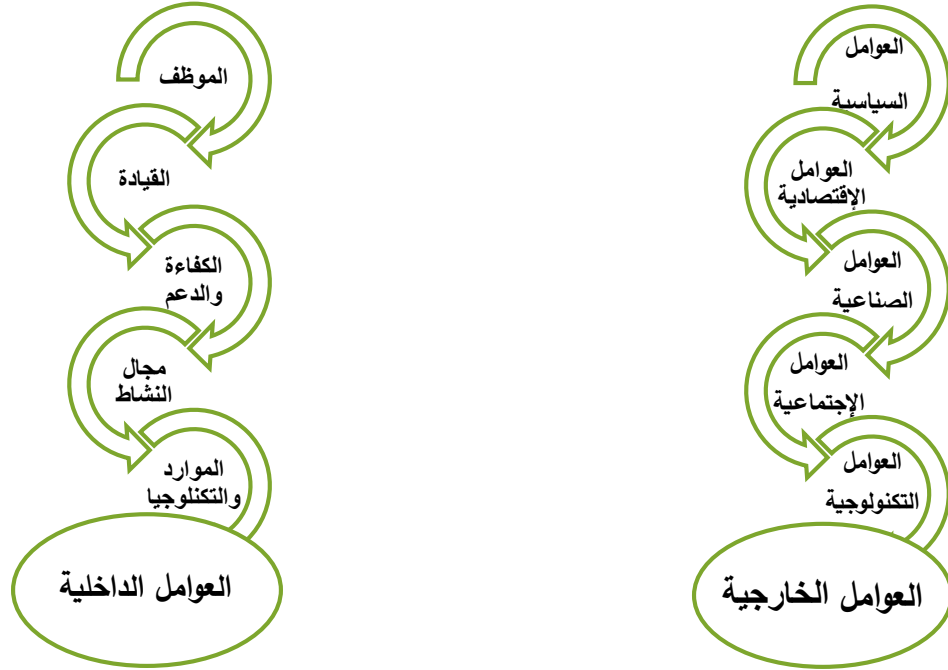 العوامل
السياسية
العوامل
الإقتصادية
العوامل
الصناعية
العوامل
الإجتماعية
العوامل
التكنولوجية
العوامل الخارجية
الموظف
القيادة
الكفاءة
والدعم
مجال
النشاط
الموارد
والتكنلوجيا
العوامل الداخلية